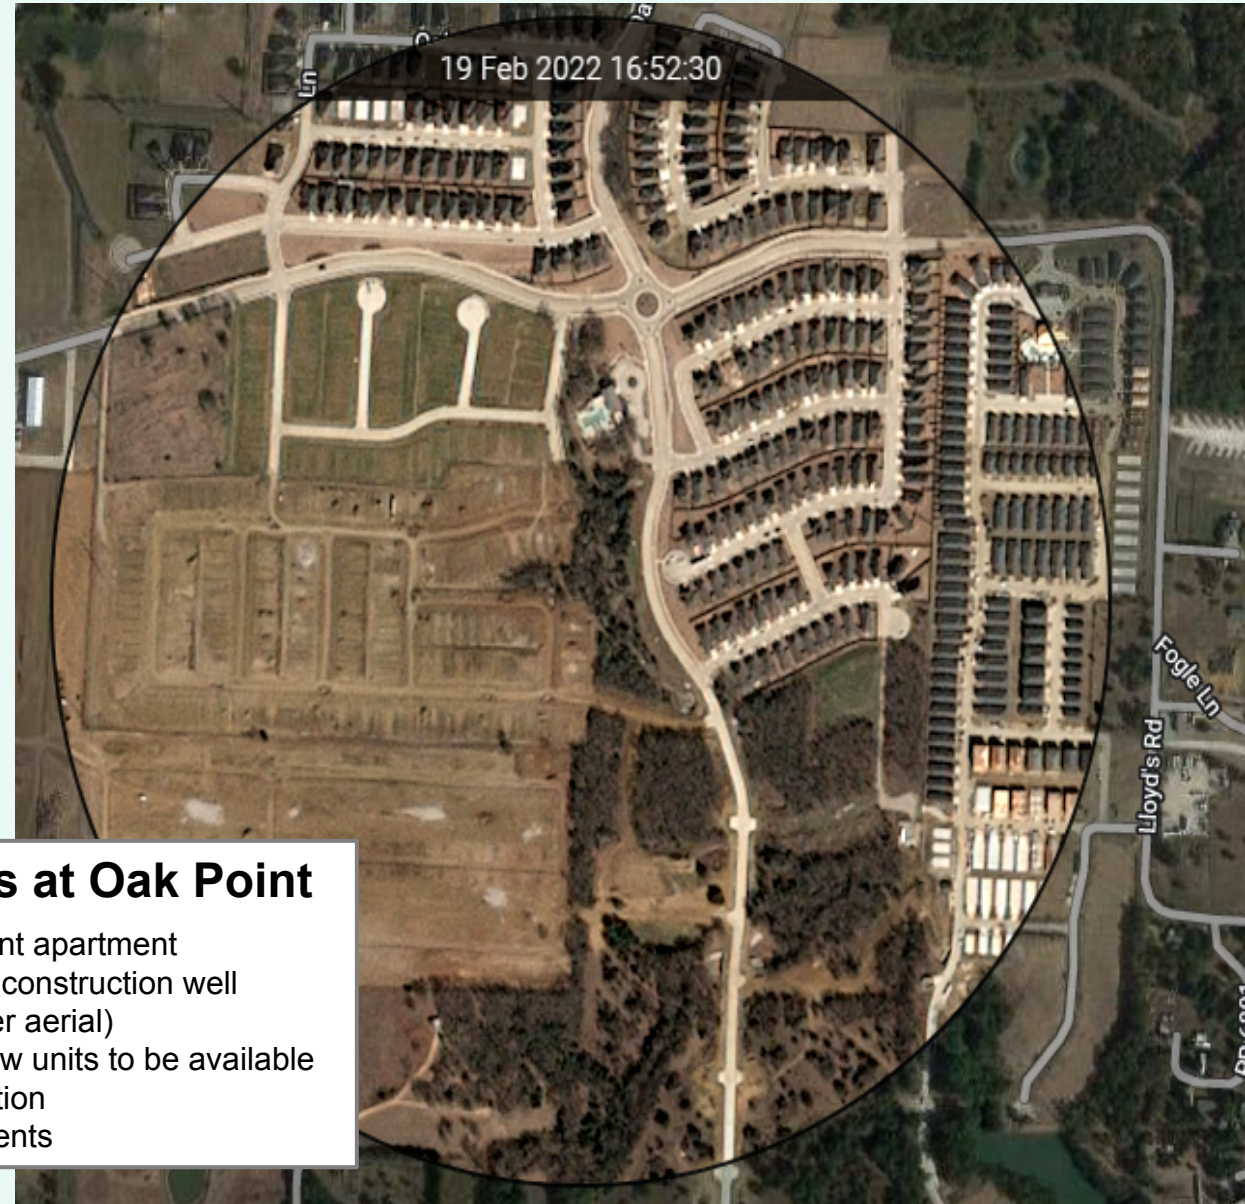 19 Feb 2022 16:52:30
Ln
Fogle Ln
Lloyd's Rd
s at Oak Point
nt apartment
construction well
er aerial)
w units to be available
tion
ents